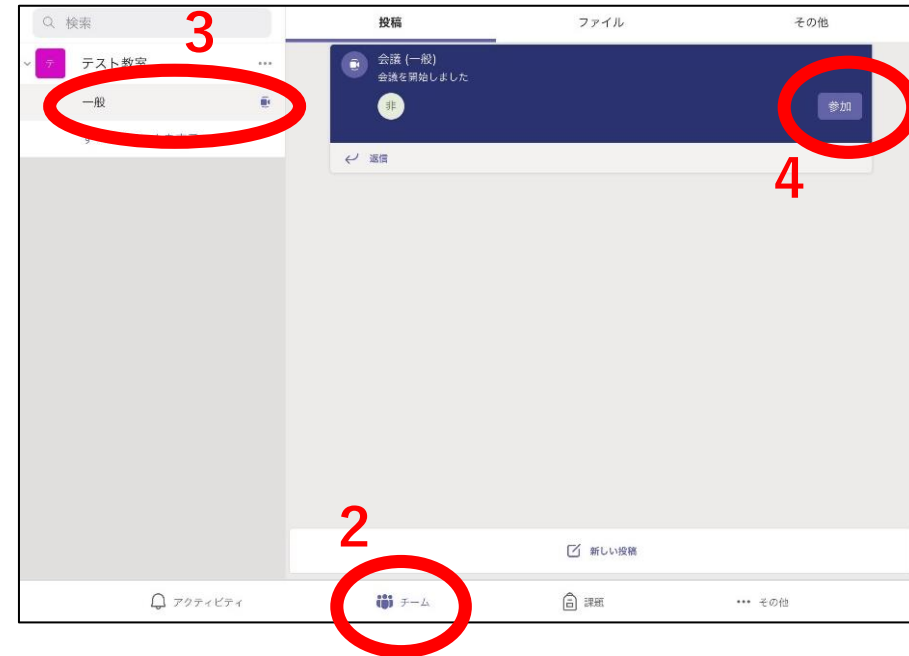 検索
3
投稿
ファイル
その他
テ
テスト教室
...
一般
会議 (一般)
会議を開始しました
非
参加
返信
4
2
新しい投稿
アクティビティ
チーム
課題
... その他